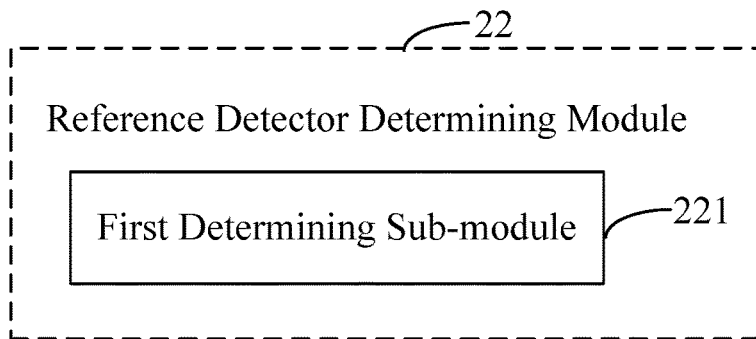 22
Reference Detector Determining Module
First Determining Sub-module
221